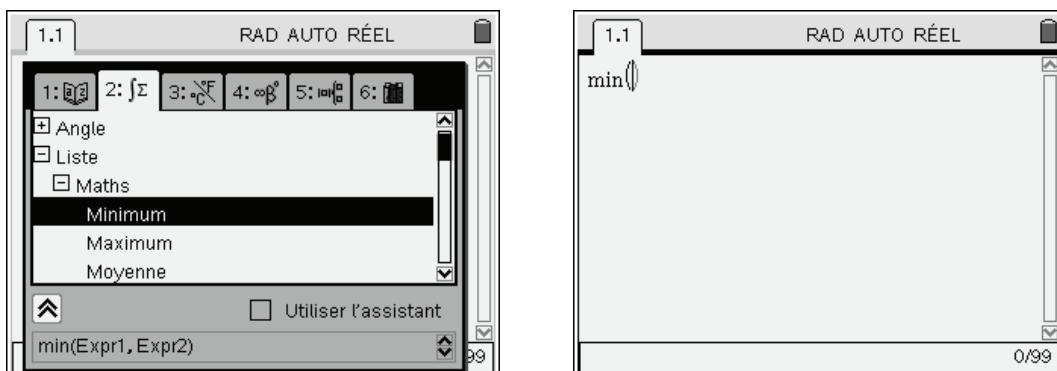 1.1 RAD AUTO RÉEL
1: 2: ∫Σ 3: °C°F 4: ∞β° 5: 6:
+ Angle
- Liste
- Maths
Minimum
Maximum
Moyenne
Utiliser l'assistant
min(Expr1, Expr2)
99
1.1 RAD AUTO RÉEL
min()
0/99